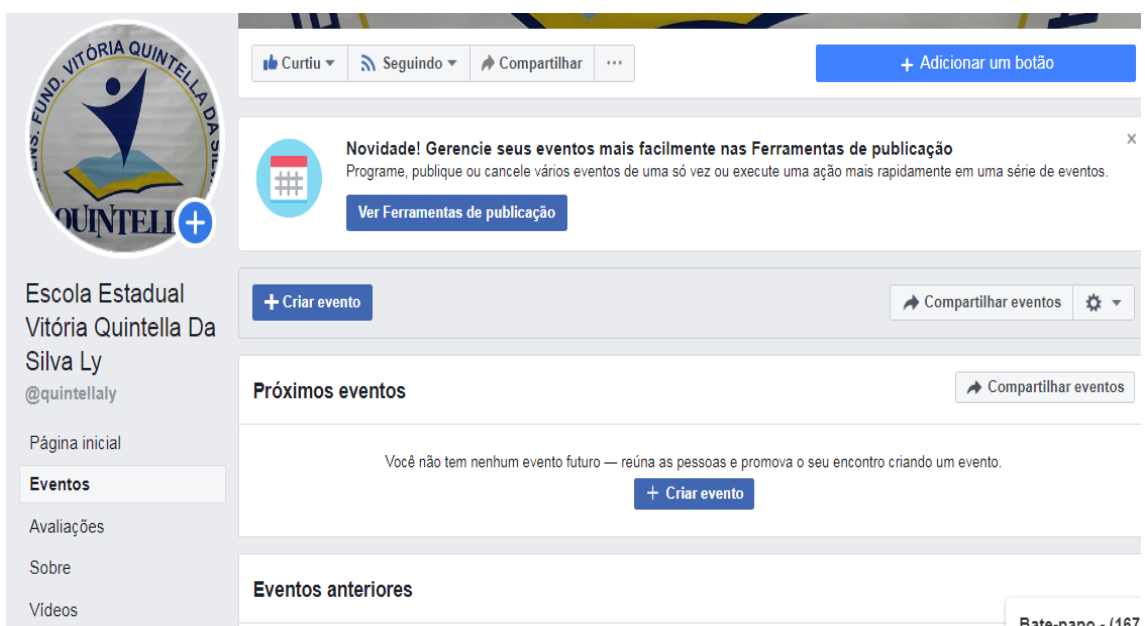 FUND. VITÓRIA QUINTELLA DA
Curtiu
Seguindo
Compartilhar
+ Adicionar um botão
Novidade! Gerencie seus eventos mais facilmente nas Ferramentas de publicação
Programe, publique ou cancele vários eventos de uma só vez ou execute uma ação mais rapidamente em uma série de eventos.
Ver Ferramentas de publicação
Escola Estadual
Vitória Quintella Da
Silva Ly
@quintellaly
Página inicial
Eventos
Avaliações
Sobre
Vídeos
+ Criar evento
Compartilhar eventos
Próximos eventos
Compartilhar eventos
Você não tem nenhum evento futuro — reúna as pessoas e promova o seu encontro criando um evento.
+ Criar evento
Eventos anteriores
Bate-papo - (167